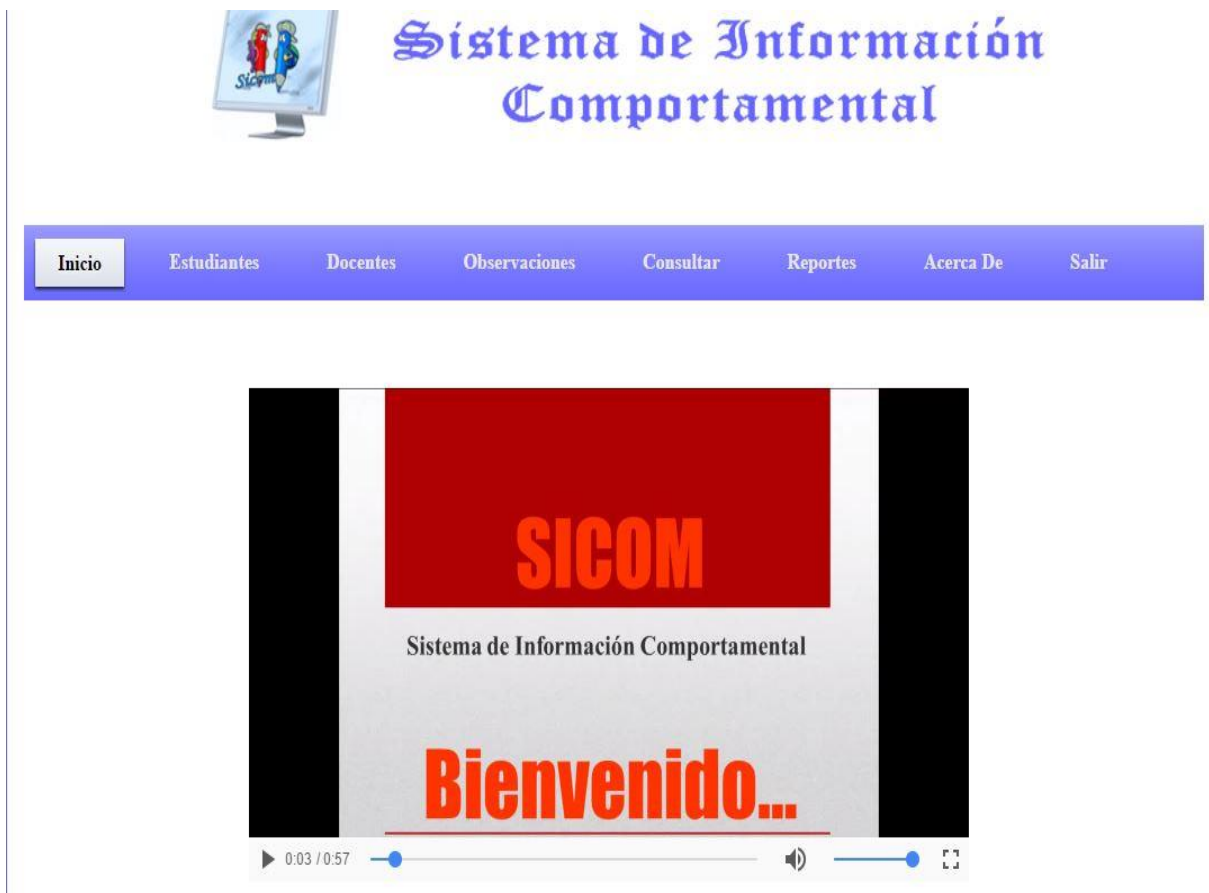 Sicom
Sistema de Información
Comportamental
Inicio Estudiantes Docentes Observaciones Consultar Reportes Acerca De Salir
SICOM
Sistema de Información Comportamental
Bienvenido...
0:03 / 0:57